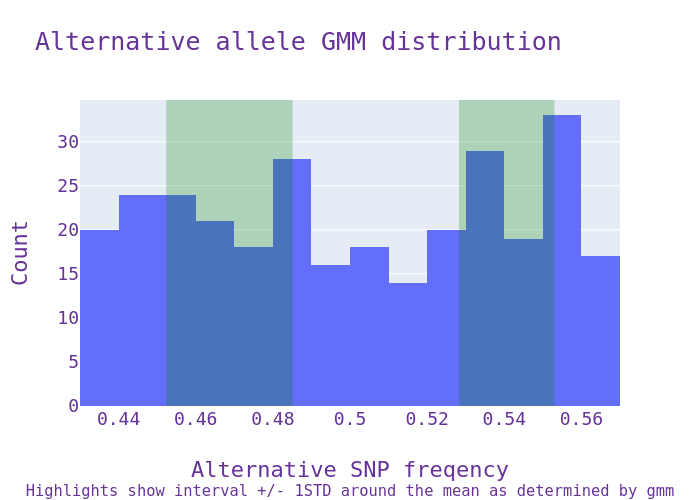 Alternative allele GMM distribution
Count
30
25
20
15
10
5
0
0.44 0.46 0.48 0.5 0.52 0.54 0.56
Alternative SNP freqency
Highlights show interval +/- 1STD around the mean as determined by gmm